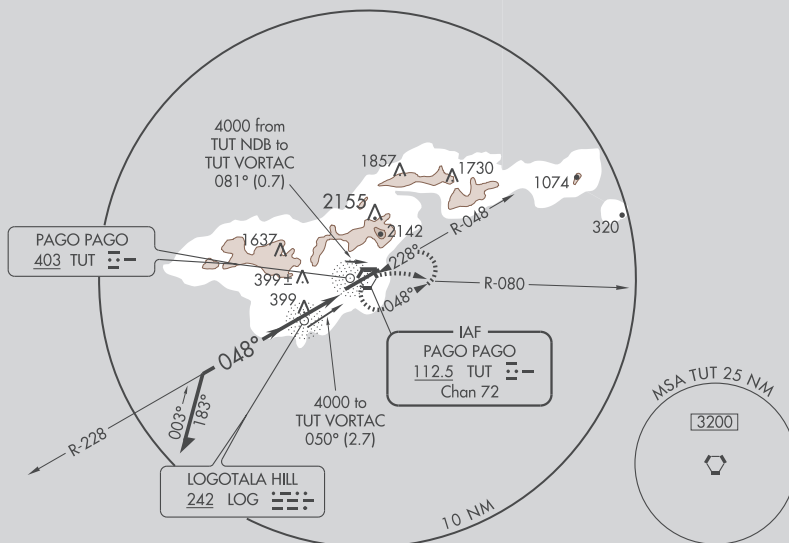 4000 from
TUT NDB to
TUT VORTAC
081° (0.7)
1857
1730
1074
2155
2142
320
R-048
PAGO PAGO
403 TUT
1637
399±
228°
399
048°
R-080
048°
IAF
PAGO PAGO
112.5 TUT
Chan 72
003°
183°
R-228
4000 to
TUT VORTAC
050° (2.7)
LOGOTALA HILL
242 LOG
10 NM
MSA TUT 25 NM
3200